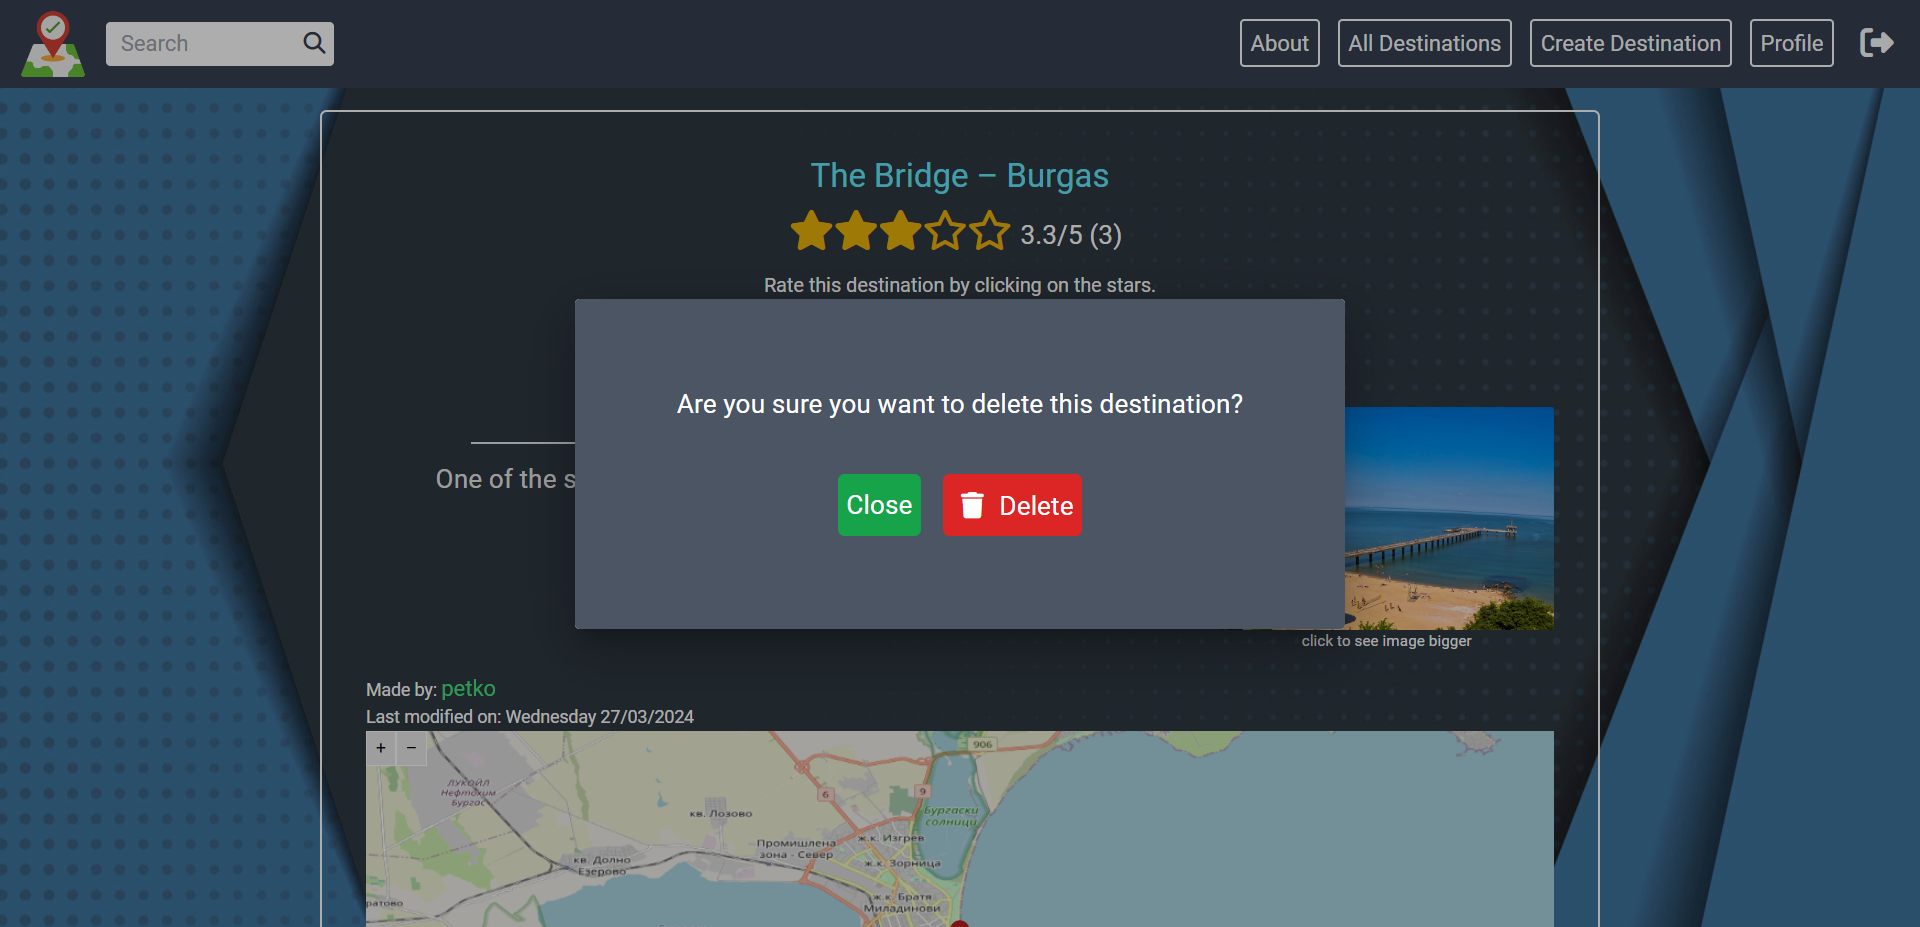 Search
About
All Destinations
Create Destination
Profile
The Bridge – Burgas
3.3/5 (3)
Rate this destination by clicking on the stars.
Are you sure you want to delete this destination?
One of the s
Close
Delete
click to see image bigger
Made by: petko
Last modified on: Wednesday 27/03/2024
+ −
906
ЛУКОЙЛ
Нефтохим
Бургас
6
9
кв. Лозово
Бургаски
солници
Промишлена
зона - Север
ж.к. Изгрев
кв. Долно
Езерово
ж.к. Зорница
ж.к. Братя
Миладинови
ратово